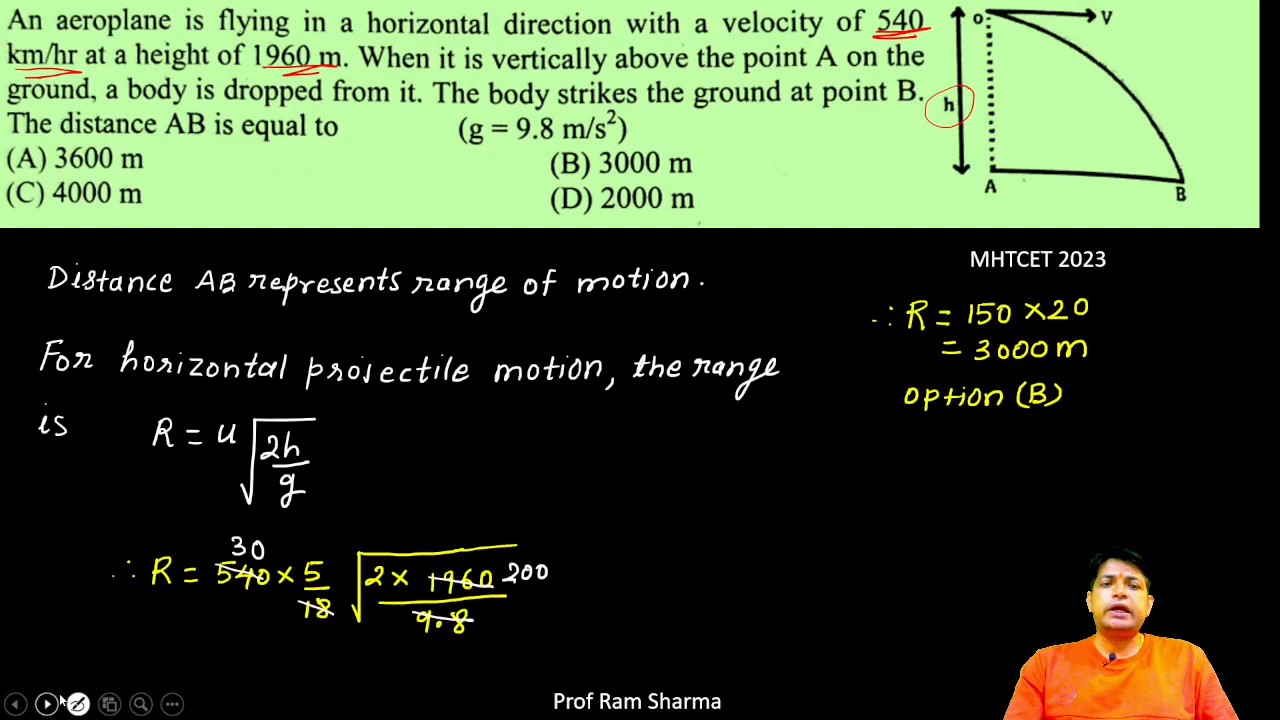 An aeroplane is flying in a horizontal direction with a velocity of 540
km/hr at a height of 1960 m. When it is vertically above the point A on the
ground, a body is dropped from it. The body strikes the ground at point B.
The distance AB is equal to (g = 9.8 m/s²)
(A) 3600 m (B) 3000 m
(C) 4000 m (D) 2000 m
O V
h
A B
MHTCET 2023
Distance AB represents range of motion.
For horizontal projectile motion, the range
is R = u √(2h/g)
∴ R = 540 × 5/18 √(2 × 1960/9.8)
30 200
∴ R = 150 × 20
= 3000 m
option (B)
Prof Ram Sharma